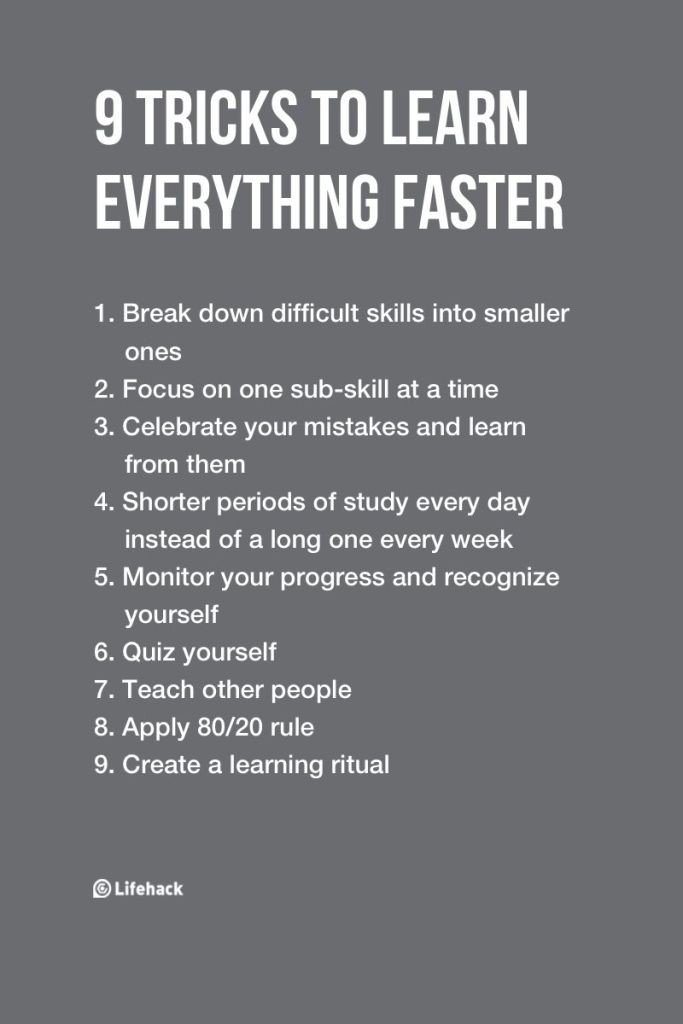 9 TRICKS TO LEARN
EVERYTHING FASTER
1. Break down difficult skills into smaller
ones
2. Focus on one sub-skill at a time
3. Celebrate your mistakes and learn
from them
4. Shorter periods of study every day
instead of a long one every week
5. Monitor your progress and recognize
yourself
6. Quiz yourself
7. Teach other people
8. Apply 80/20 rule
9. Create a learning ritual
Lifehack